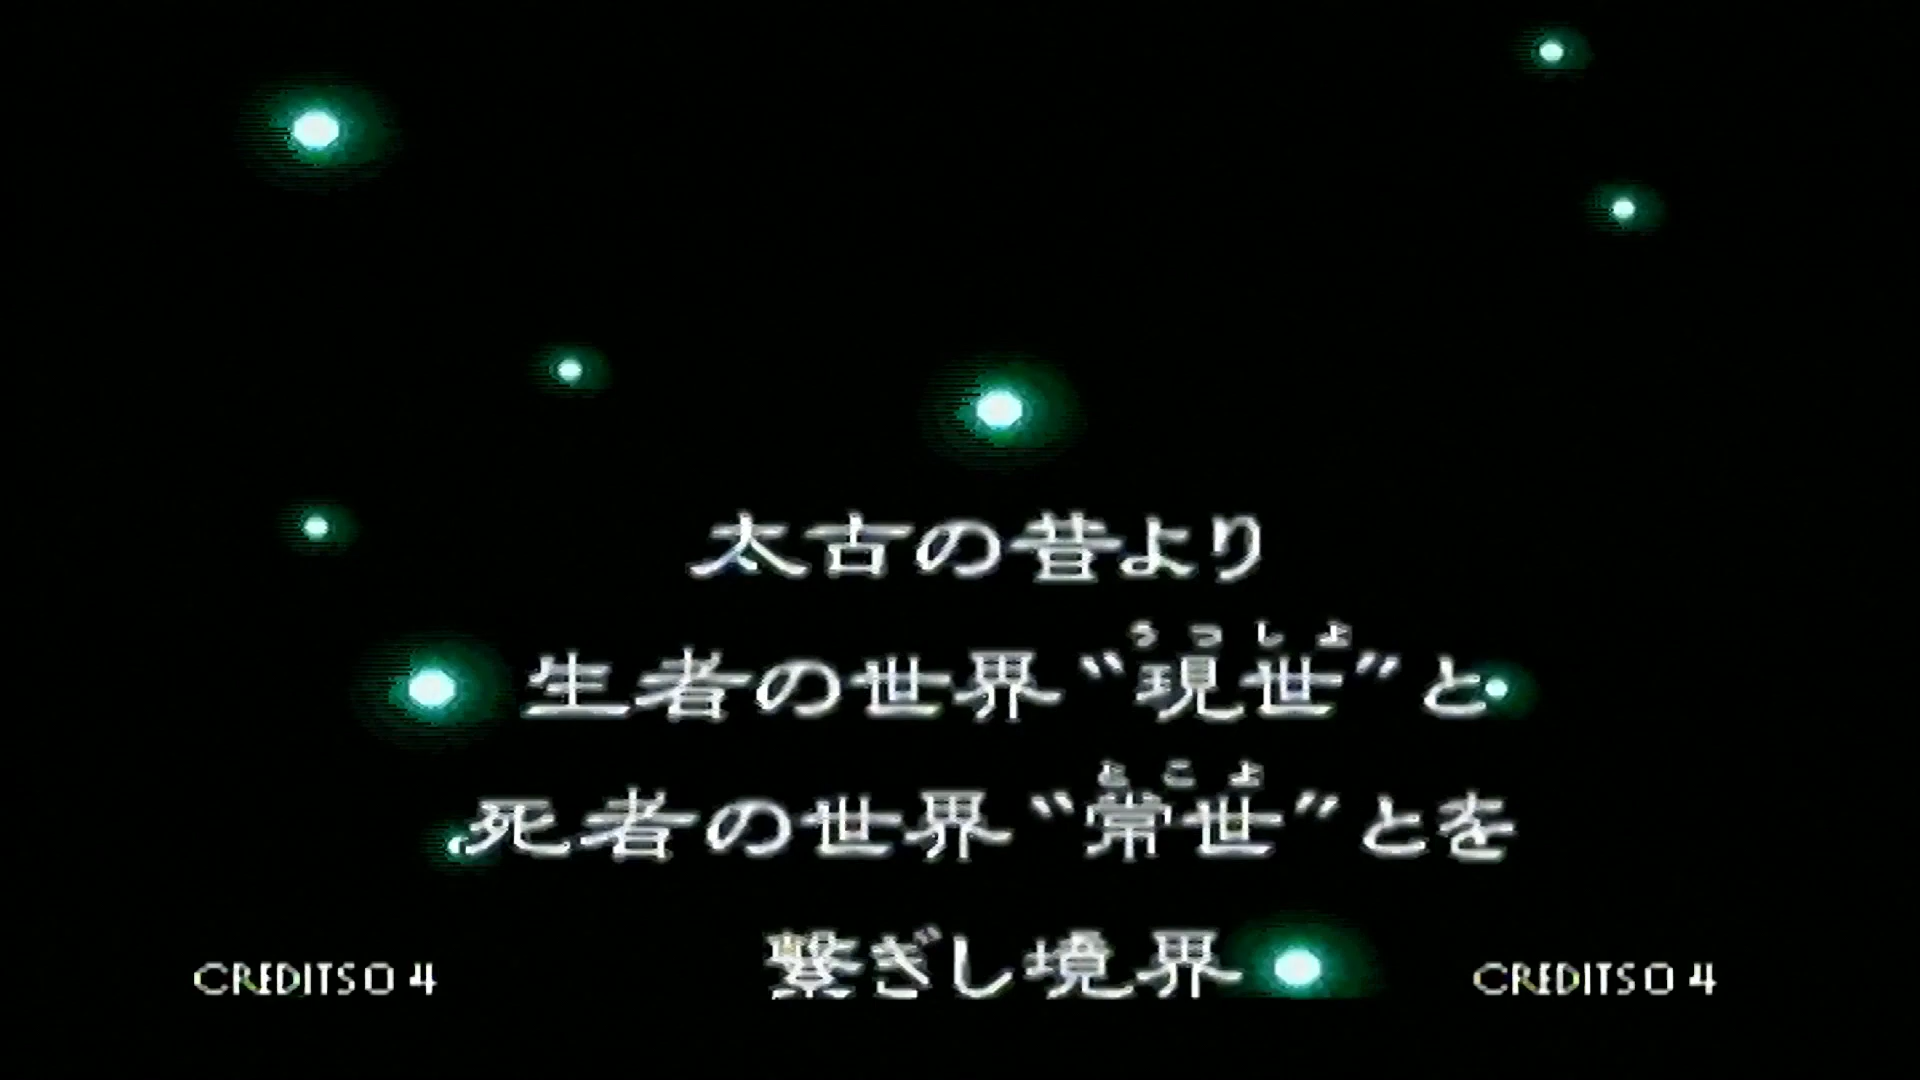 太古の昔より
うつしよ
生者の世界“現世”と
とこよ
死者の世界“常世”とを
繋ぎし境界
CREDITS 04
CREDITS 04